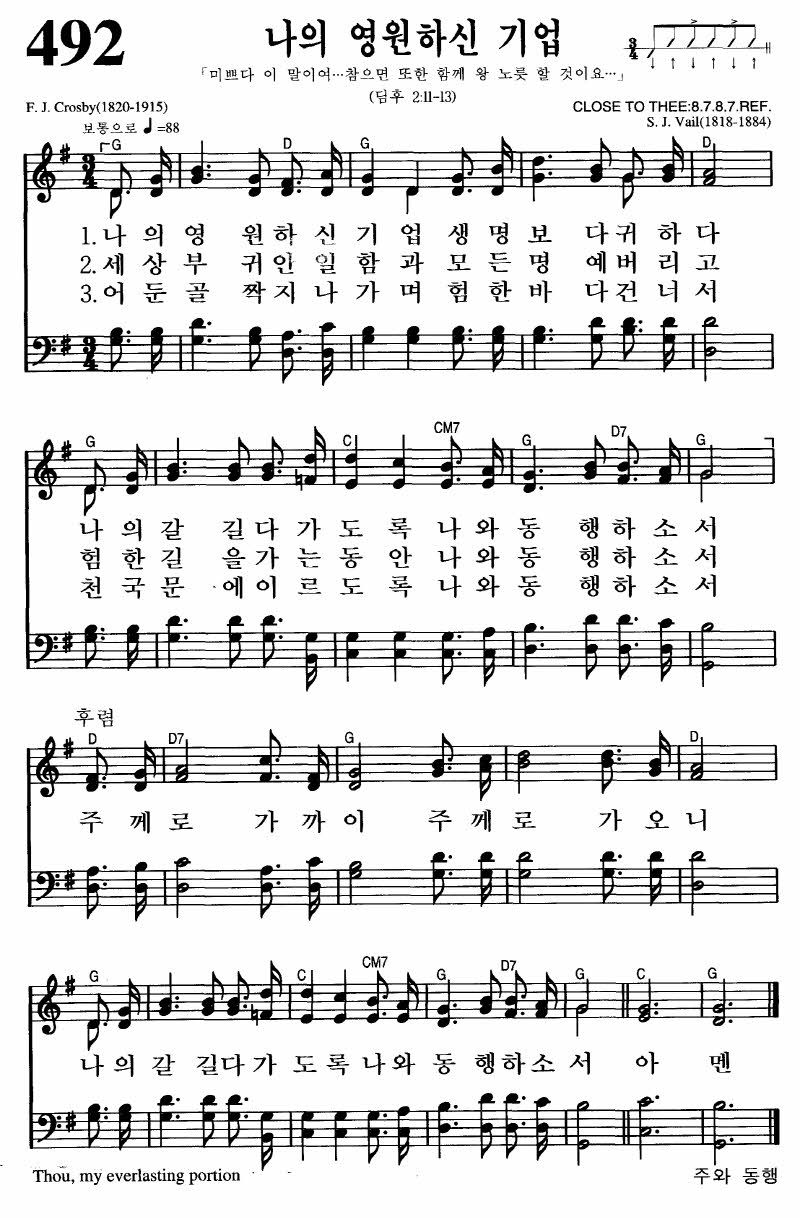 492
나의 영원하신 기업
「미쁘다 이 말이여…참으면 또한 함께 왕 노릇 할 것이요…」
(딤후 2:11-13)
F. J. Crosby(1820-1915)
CLOSE TO THEE:8.7.8.7.REF.
S. J. Vail(1818-1884)
보통으로 ♩=88
G D G D
1. 나 의 영 원 하 신 기 업 생 명 보 다 귀 하 다
2. 세 상 부 귀 안 일 함 과 모 든 명 예 버 리 고
3. 어 둔 골 짝 지 나 가 며 험 한 바 다 건 너 서
G C CM7 G D7 G
나 의 갈 길 다 가 도 록 나 와 동 행 하 소 서
험 한 길 을 가 는 동 안 나 와 동 행 하 소 서
천 국 문 에 이 르 도 록 나 와 동 행 하 소 서
후렴
D D7 G D
주 께 로 가 까 이 주 께 로 가 오 니
G C CM7 G D7 G C G
나 의 갈 길 다 가 도 록 나 와 동 행 하 소 서 아 멘
Thou, my everlasting portion
주와 동행